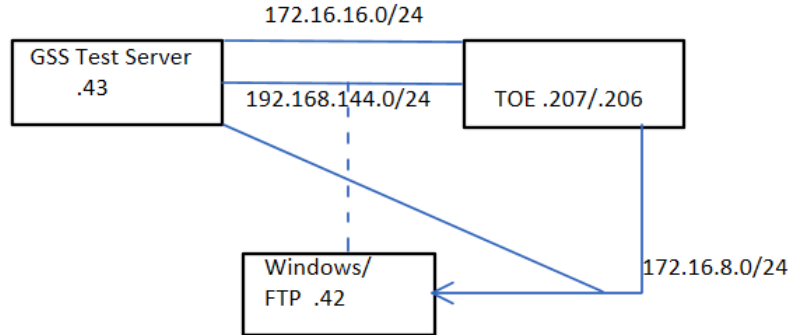 172.16.16.0/24
GSS Test Server
.43
192.168.144.0/24
TOE .207/.206
Windows/
FTP .42
172.16.8.0/24